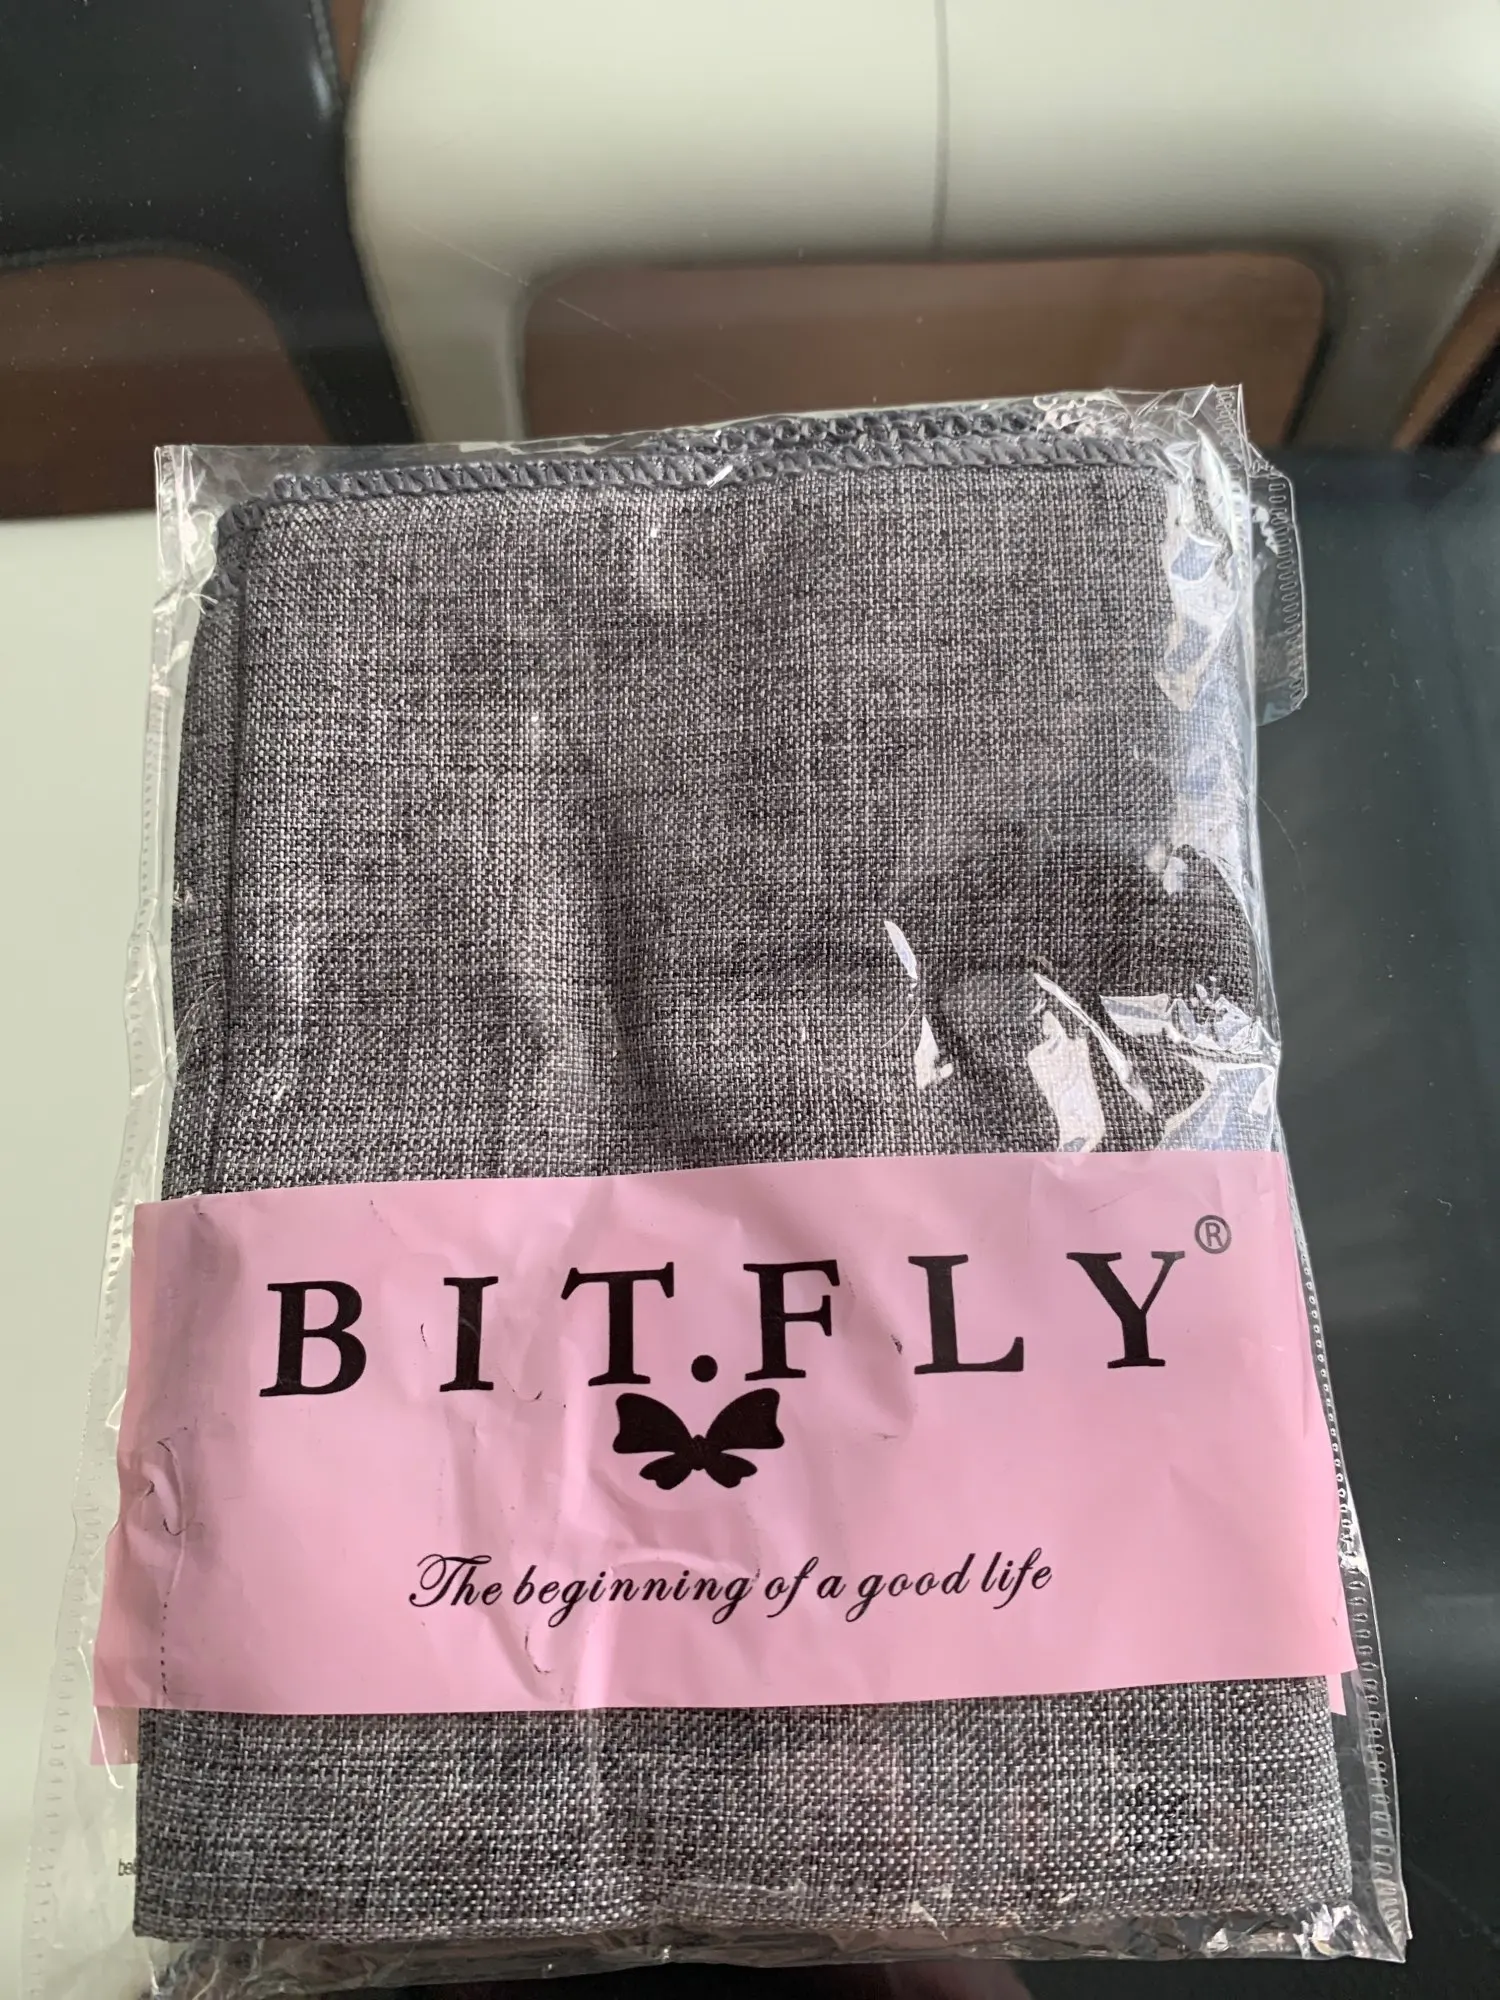 BIT.FLY®
The beginning of a good life